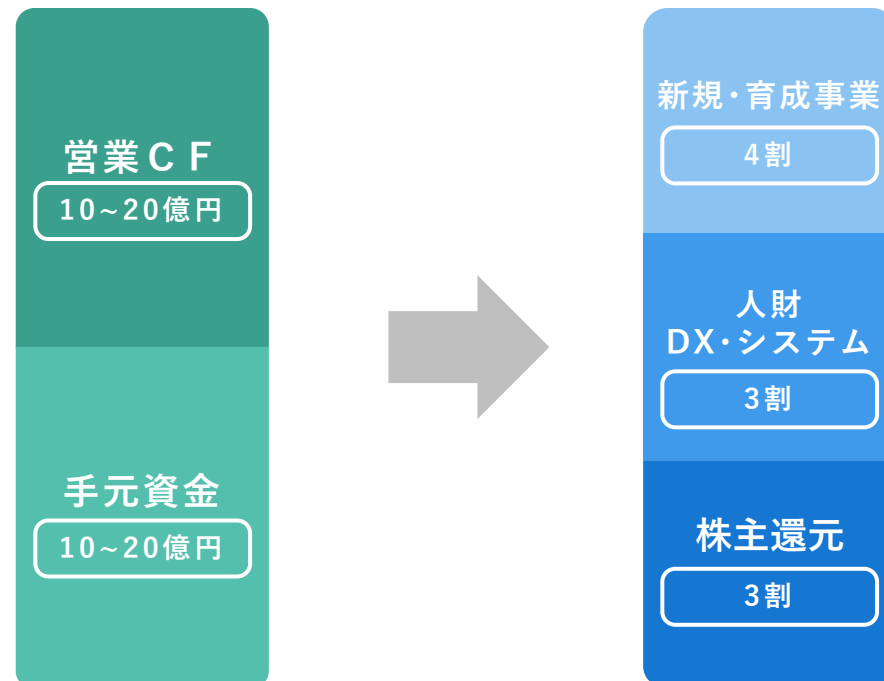 営業ＣＦ
10~20億円
手元資金
10~20億円
新規･育成事業
4割
人財
DX･システム
3割
株主還元
3割